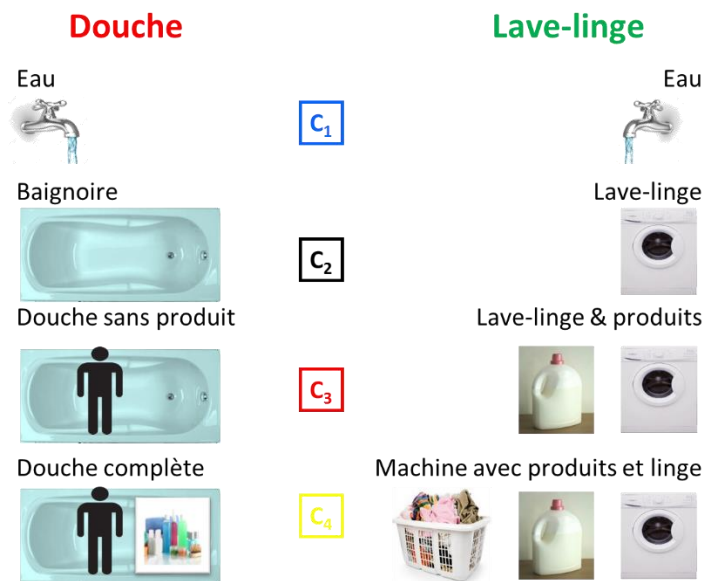 Douche
Lave-linge
Eau
Eau
C₁
Baignoire
Lave-linge
C₂
Douche sans produit
Lave-linge & produits
C₃
Douche complète
Machine avec produits et linge
C₄